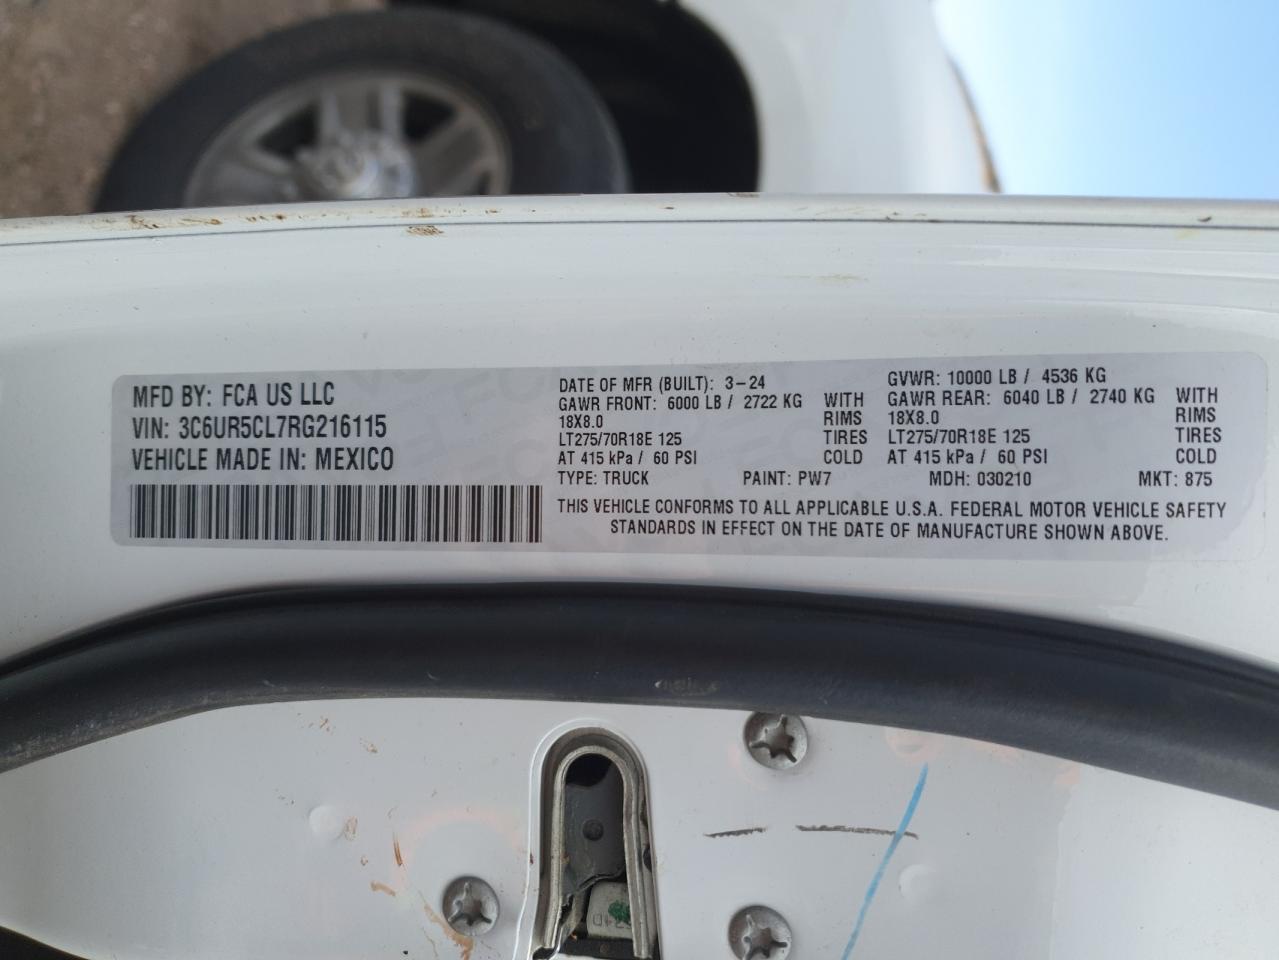 MFD BY: FCA US LLC
VIN: 3C6UR5CL7RG216115
VEHICLE MADE IN: MEXICO
DATE OF MFR (BUILT): 3-24 GVWR: 10000 LB / 4536 KG
GAWR FRONT: 6000 LB / 2722 KG WITH GAWR REAR: 6040 LB / 2740 KG WITH
18X8.0 RIMS 18X8.0 RIMS
LT275/70R18E 125 TIRES LT275/70R18E 125 TIRES
AT 415 kPa / 60 PSI COLD AT 415 kPa / 60 PSI COLD
TYPE: TRUCK PAINT: PW7 MDH: 030210 MKT: 875
THIS VEHICLE CONFORMS TO ALL APPLICABLE U.S.A. FEDERAL MOTOR VEHICLE SAFETY
STANDARDS IN EFFECT ON THE DATE OF MANUFACTURE SHOWN ABOVE.